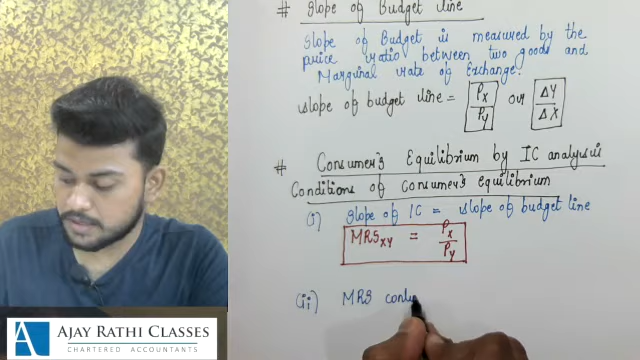 # Slope of Budget line
Slope of Budget is measured by the
price ratio between two goods and
Marginal rate of Exchange.
slope of budget line = Px/Py or ΔY/ΔX
# Consumer's Equilibrium by IC analysis
Conditions of Consumer's equilibrium
(i) Slope of IC = slope of budget line
MRSxy = Px/Py
(ii) MRS
AJAY RATHI CLASSES
CHARTERED ACCOUNTANTS